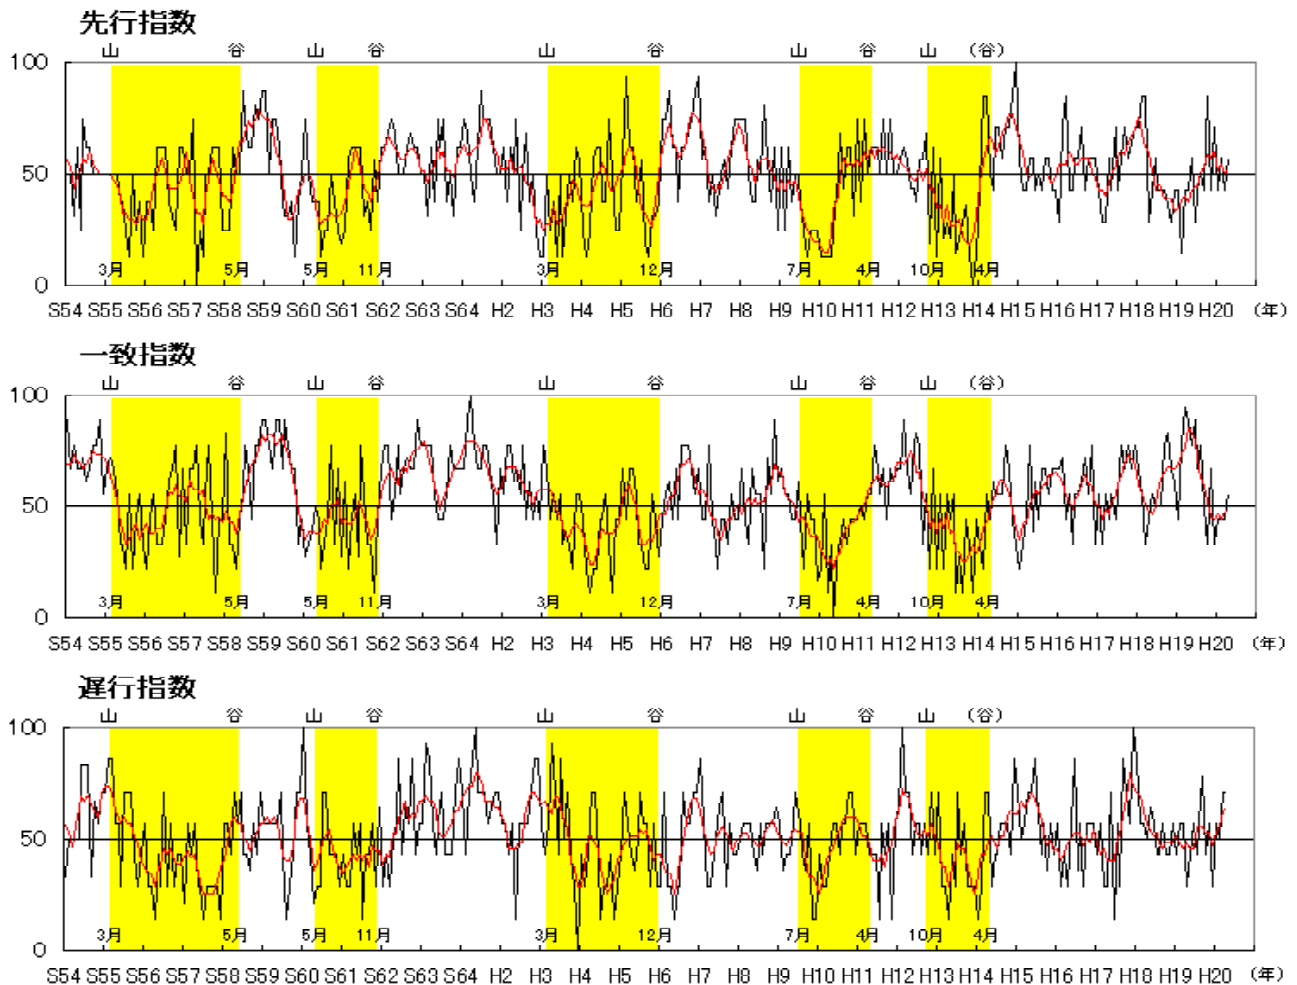 先行指数
山 谷 山 谷 山 谷 山 谷 山 (谷)
100
50
0
3月 5月 5月 11月 3月 12月 7月 4月 10月 4月
S54 S55 S56 S57 S58 S59 S60 S61 S62 S63 S64 H2 H3 H4 H5 H6 H7 H8 H9 H10 H11 H12 H13 H14 H15 H16 H17 H18 H19 H20 (年)
一致指数
山 谷 山 谷 山 谷 山 谷 山 (谷)
100
50
0
3月 5月 5月 11月 3月 12月 7月 4月 10月 4月
S54 S55 S56 S57 S58 S59 S60 S61 S62 S63 S64 H2 H3 H4 H5 H6 H7 H8 H9 H10 H11 H12 H13 H14 H15 H16 H17 H18 H19 H20 (年)
遅行指数
山 谷 山 谷 山 谷 山 谷 山 (谷)
100
50
0
3月 5月 5月 11月 3月 12月 7月 4月 10月 4月
S54 S55 S56 S57 S58 S59 S60 S61 S62 S63 S64 H2 H3 H4 H5 H6 H7 H8 H9 H10 H11 H12 H13 H14 H15 H16 H17 H18 H19 H20 (年)